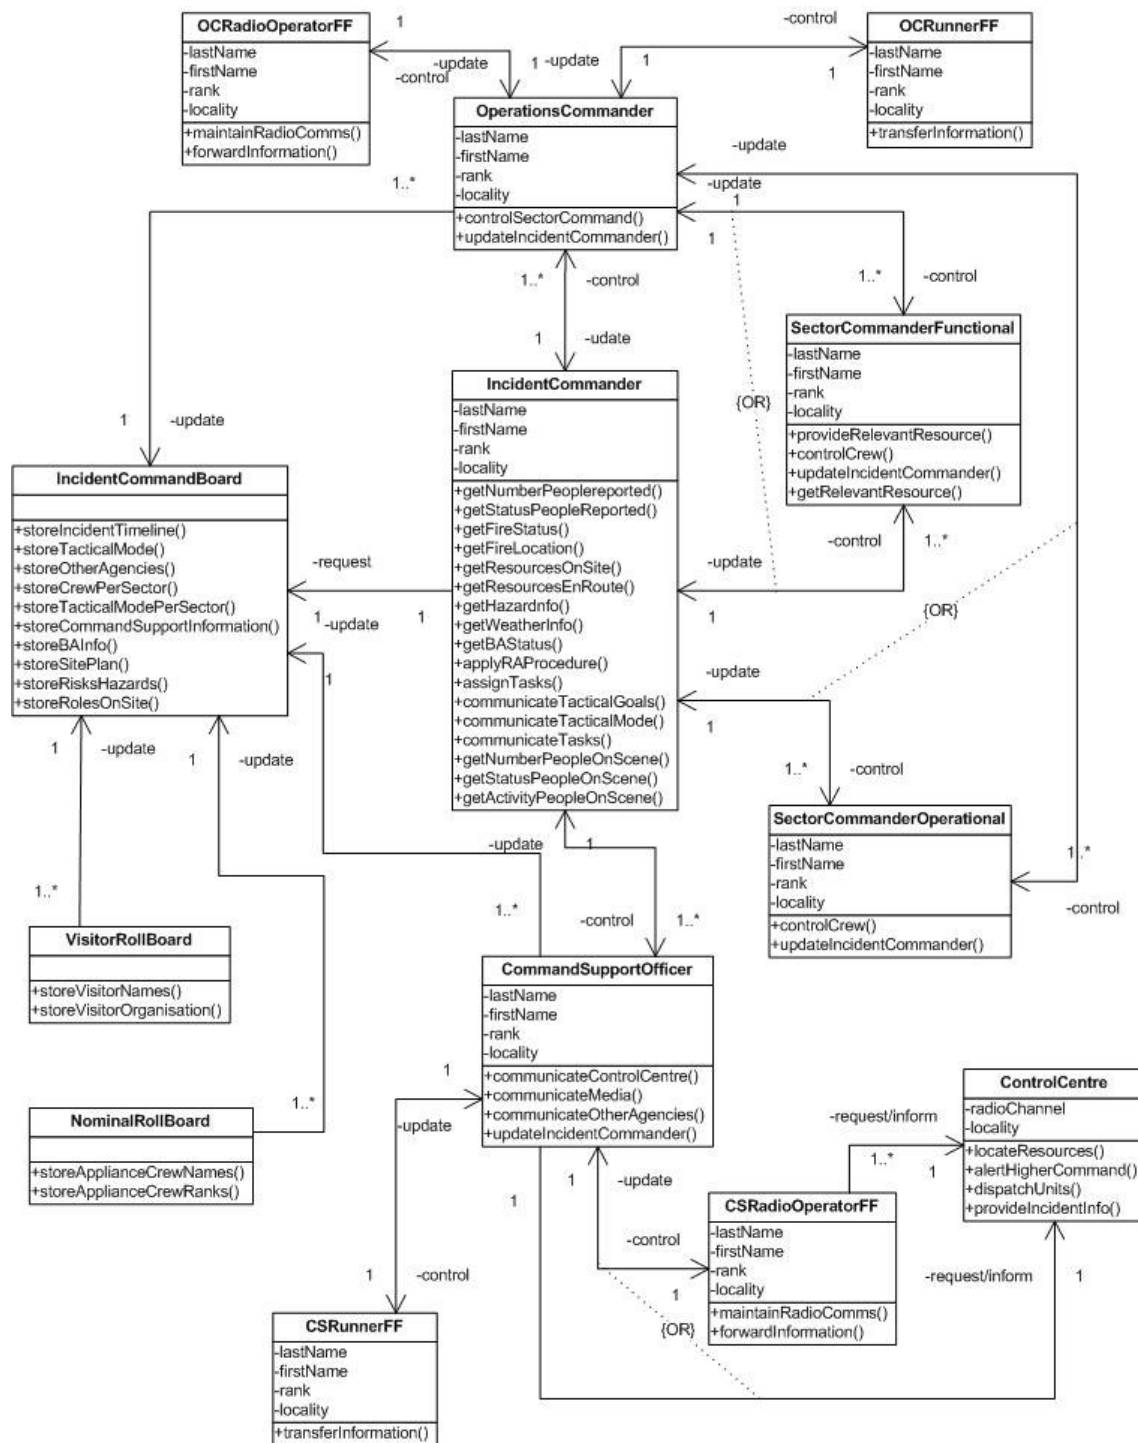 OCRadioOperatorFF
-lastName
-firstName
-rank
-locality
+maintainRadioComms()
+forwardInformation()
1
-update
-control
1
-update
1
-control
1
OCRunnerFF
-lastName
-firstName
-rank
-locality
+transferInformation()
OperationsCommander
-lastName
-firstName
-rank
-locality
+controlSectorCommand()
+updateIncidentCommander()
1..*
-update
-update
1
1
1..*
-control
1..*
-control
1
-udate
SectorCommanderFunctional
-lastName
-firstName
-rank
-locality
+provideRelevantResource()
+controlCrew()
+updateIncidentCommander()
+getRelevantResource()
{OR}
1
-update
IncidentCommander
-lastName
-firstName
-rank
-locality
+getNumberPeoplereported()
+getStatusPeopleReported()
+getFireStatus()
+getFireLocation()
+getResourcesOnSite()
+getResourcesEnRoute()
+getHazardnfo()
+getWeatherInfo()
+getBAStatus()
+applyRAProcedure()
+assignTasks()
+communicateTacticalGoals()
+communicateTacticalMode()
+communicateTasks()
+getNumberPeopleOnScene()
+getStatusPeopleOnScene()
+getActivityPeopleOnScene()
IncidentCommandBoard
+storeIncidentTimeline()
+storeTacticalMode()
+storeOtherAgencies()
+storeCrewPerSector()
+storeTacticalModePerSector()
+storeCommandSupportInformation()
+storeBAInfo()
+storeSitePlan()
+storeRisksHazards()
+storeRolesOnSite()
-request
1
1
-update
1
-control
1..*
-update
1
{OR}
-update
1
1..*
-control
1
-update
1
-update
SectorCommanderOperational
-lastName
-firstName
-rank
-locality
+controlCrew()
+updateIncidentCommander()
1..*
-control
-update
1
1..*
1..*
-control
1..*
VisitorRollBoard
+storeVisitorNames()
+storeVisitorOrganisation()
CommandSupportOfficer
-lastName
-firstName
-rank
-locality
+communicateControlCentre()
+communicateMedia()
+communicateOtherAgencies()
+updateIncidentCommander()
1
-update
NominalRollBoard
+storeApplianceCrewNames()
+storeApplianceCrewRanks()
1..*
ControlCentre
-radioChannel
-locality
+locateResources()
+alertHigherCommand()
+dispatchUnits()
+provideIncidentInfo()
-request/inform
1..*
1
1
1
-update
-control
1
CSRadioOperatorFF
-lastName
-firstName
-rank
-locality
+maintainRadioComms()
+forwardInformation()
-request/inform
1
{OR}
1
-control
CSRunnerFF
-lastName
-firstName
-rank
-locality
+transferInformation()